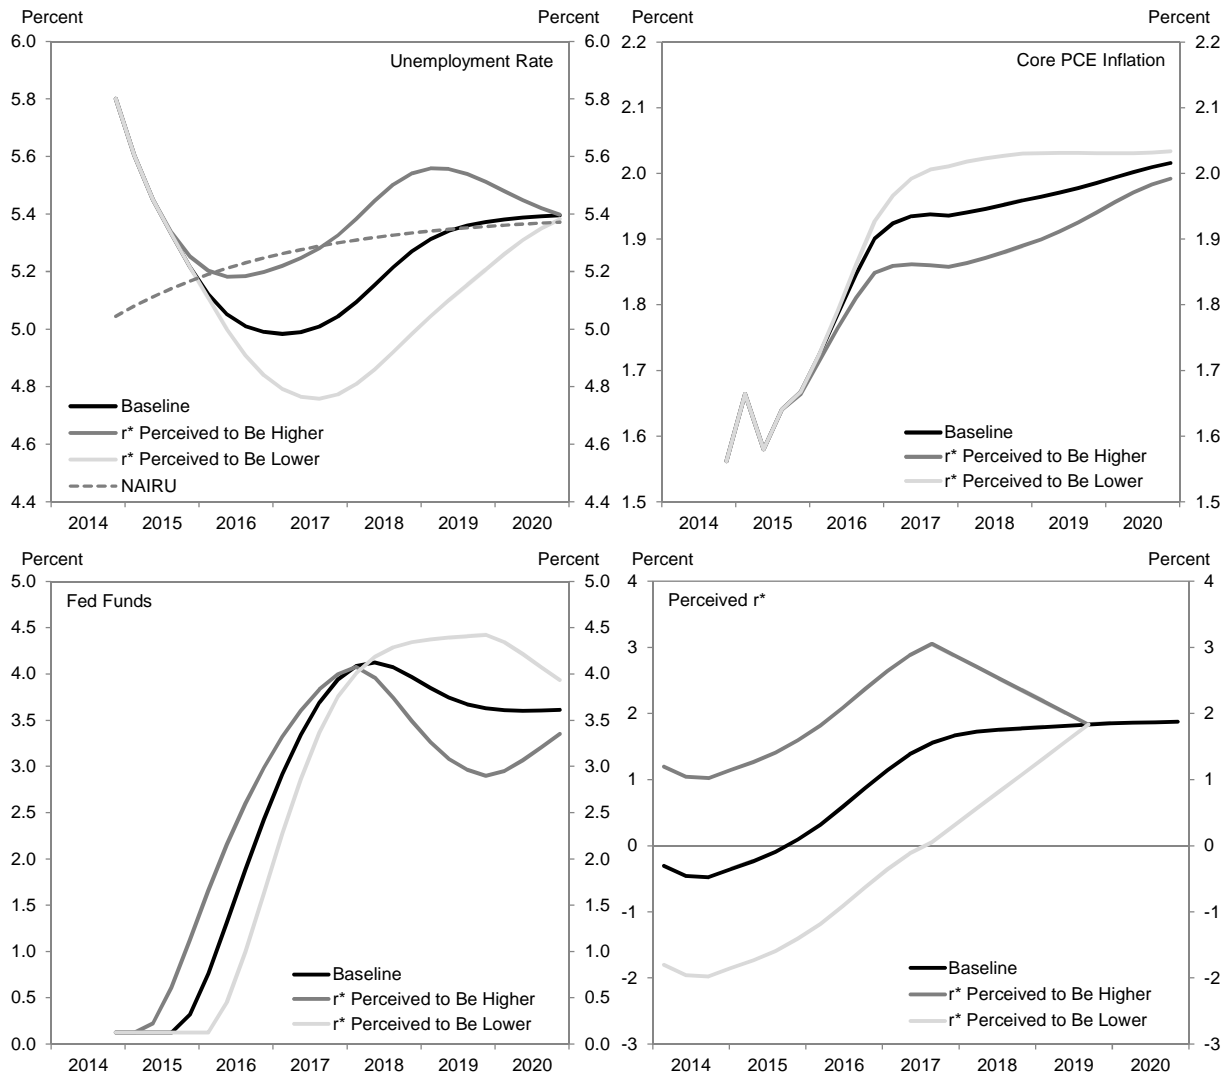 Percent Percent
Unemployment Rate
6.0 6.0
5.8 5.8
5.6 5.6
5.4 5.4
5.2 5.2
5.0 5.0
4.8 4.8
4.6 4.6
4.4 4.4
Baseline
r* Perceived to Be Higher
r* Perceived to Be Lower
NAIRU
2014 2015 2016 2017 2018 2019 2020
Percent Percent
Core PCE Inflation
2.2 2.2
2.1 2.1
2.0 2.0
1.9 1.9
1.8 1.8
1.7 1.7
1.6 1.6
1.5 1.5
Baseline
r* Perceived to Be Higher
r* Perceived to Be Lower
2014 2015 2016 2017 2018 2019 2020
Percent Percent
Fed Funds
5.0 5.0
4.5 4.5
4.0 4.0
3.5 3.5
3.0 3.0
2.5 2.5
2.0 2.0
1.5 1.5
1.0 1.0
0.5 0.5
0.0 0.0
Baseline
r* Perceived to Be Higher
r* Perceived to Be Lower
2014 2015 2016 2017 2018 2019 2020
Percent Percent
Perceived r*
4 4
3 3
2 2
1 1
0 0
-1 -1
-2 -2
-3 -3
Baseline
r* Perceived to Be Higher
r* Perceived to Be Lower
2014 2015 2016 2017 2018 2019 2020